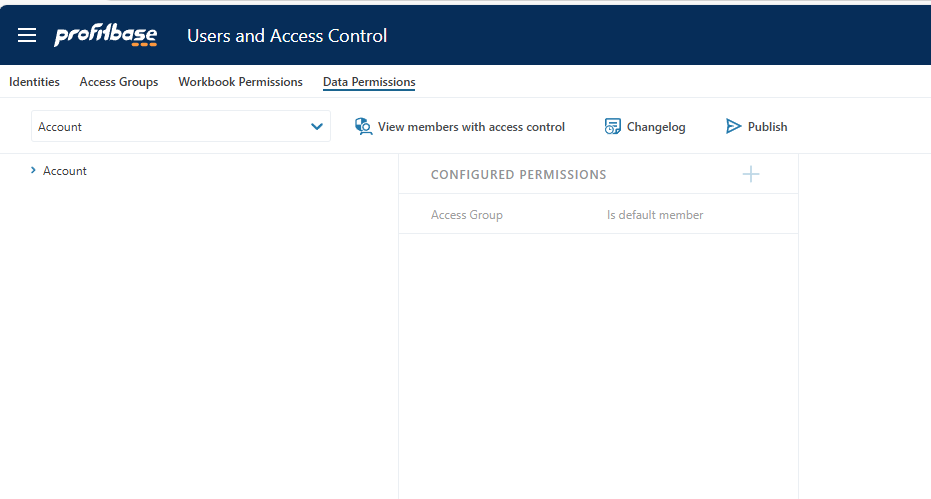 profitbase Users and Access Control
Identities Access Groups Workbook Permissions Data Permissions
Account View members with access control Changelog Publish
Account CONFIGURED PERMISSIONS
Access Group Is default member